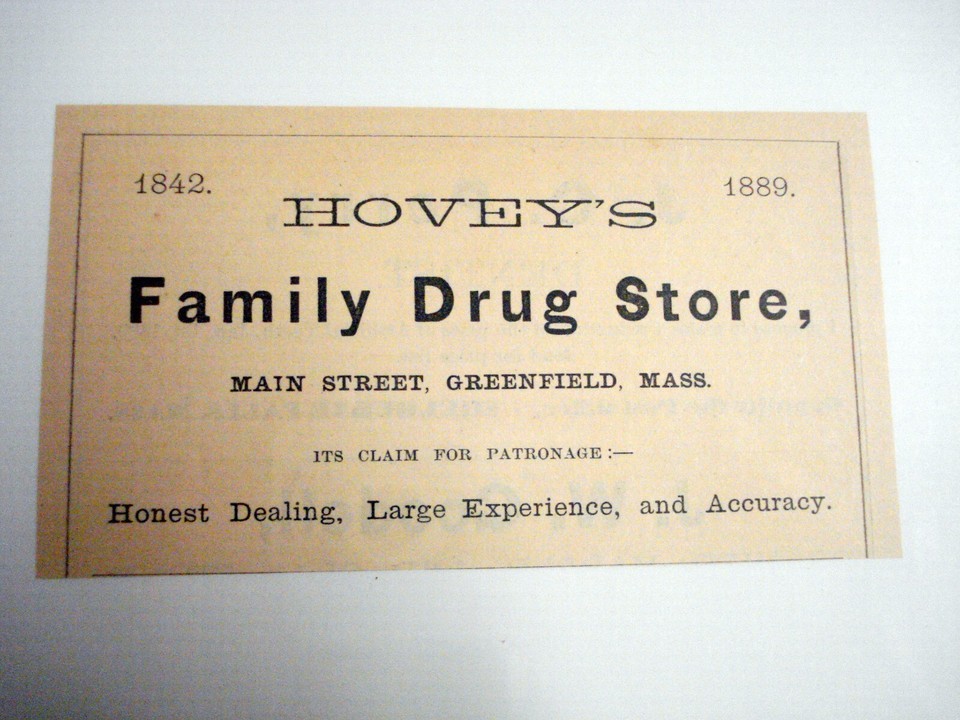 1842. 1889.
HOVEY'S
Family Drug Store,
MAIN STREET, GREENFIELD, MASS.
ITS CLAIM FOR PATRONAGE:—
Honest Dealing, Large Experience, and Accuracy.